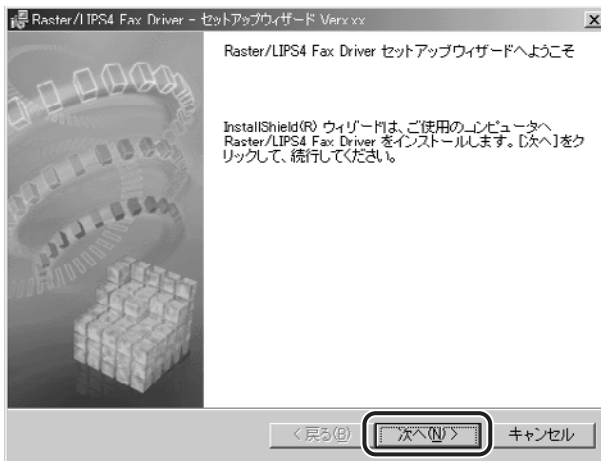 Raster/LIPS4 Fax Driver - セットアップウィザード Verx.xx
Raster/LIPS4 Fax Driver セットアップウィザードへようこそ
InstallShield(R) ウィザードは、ご使用のコンピュータへ
Raster/LIPS4 Fax Driver をインストールします。[次へ]をク
リックして、続行してください。
< 戻る(B)
次へ(N) >
キャンセル